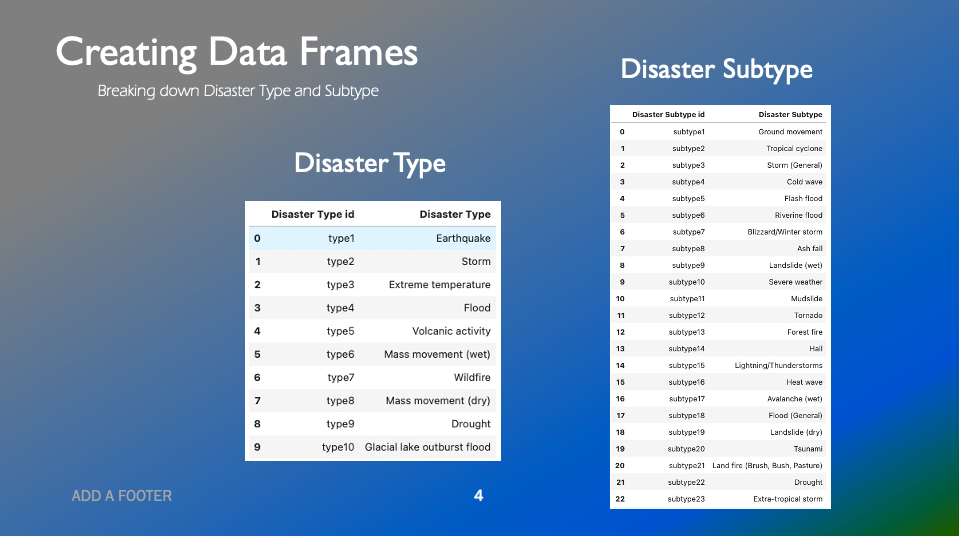 Creating Data Frames
Breaking down Disaster Type and Subtype
Disaster Type
Disaster Type id Disaster Type
0 type1 Earthquake
1 type2 Storm
2 type3 Extreme temperature
3 type4 Flood
4 type5 Volcanic activity
5 type6 Mass movement (wet)
6 type7 Wildfire
7 type8 Mass movement (dry)
8 type9 Drought
9 type10 Glacial lake outburst flood
Disaster Subtype
Disaster Subtype id Disaster Subtype
0 subtype1 Ground movement
1 subtype2 Tropical cyclone
2 subtype3 Storm (General)
3 subtype4 Cold wave
4 subtype5 Flash flood
5 subtype6 Riverine flood
6 subtype7 Blizzard/Winter storm
7 subtype8 Ash fall
8 subtype9 Landslide (wet)
9 subtype10 Severe weather
10 subtype11 Mudslide
11 subtype12 Tornado
12 subtype13 Forest fire
13 subtype14 Hail
14 subtype15 Lightning/Thunderstorms
15 subtype16 Heat wave
16 subtype17 Avalanche (wet)
17 subtype18 Flood (General)
18 subtype19 Landslide (dry)
19 subtype20 Tsunami
20 subtype21 Land fire (Brush, Bush, Pasture)
21 subtype22 Drought
22 subtype23 Extra-tropical storm
ADD A FOOTER
4